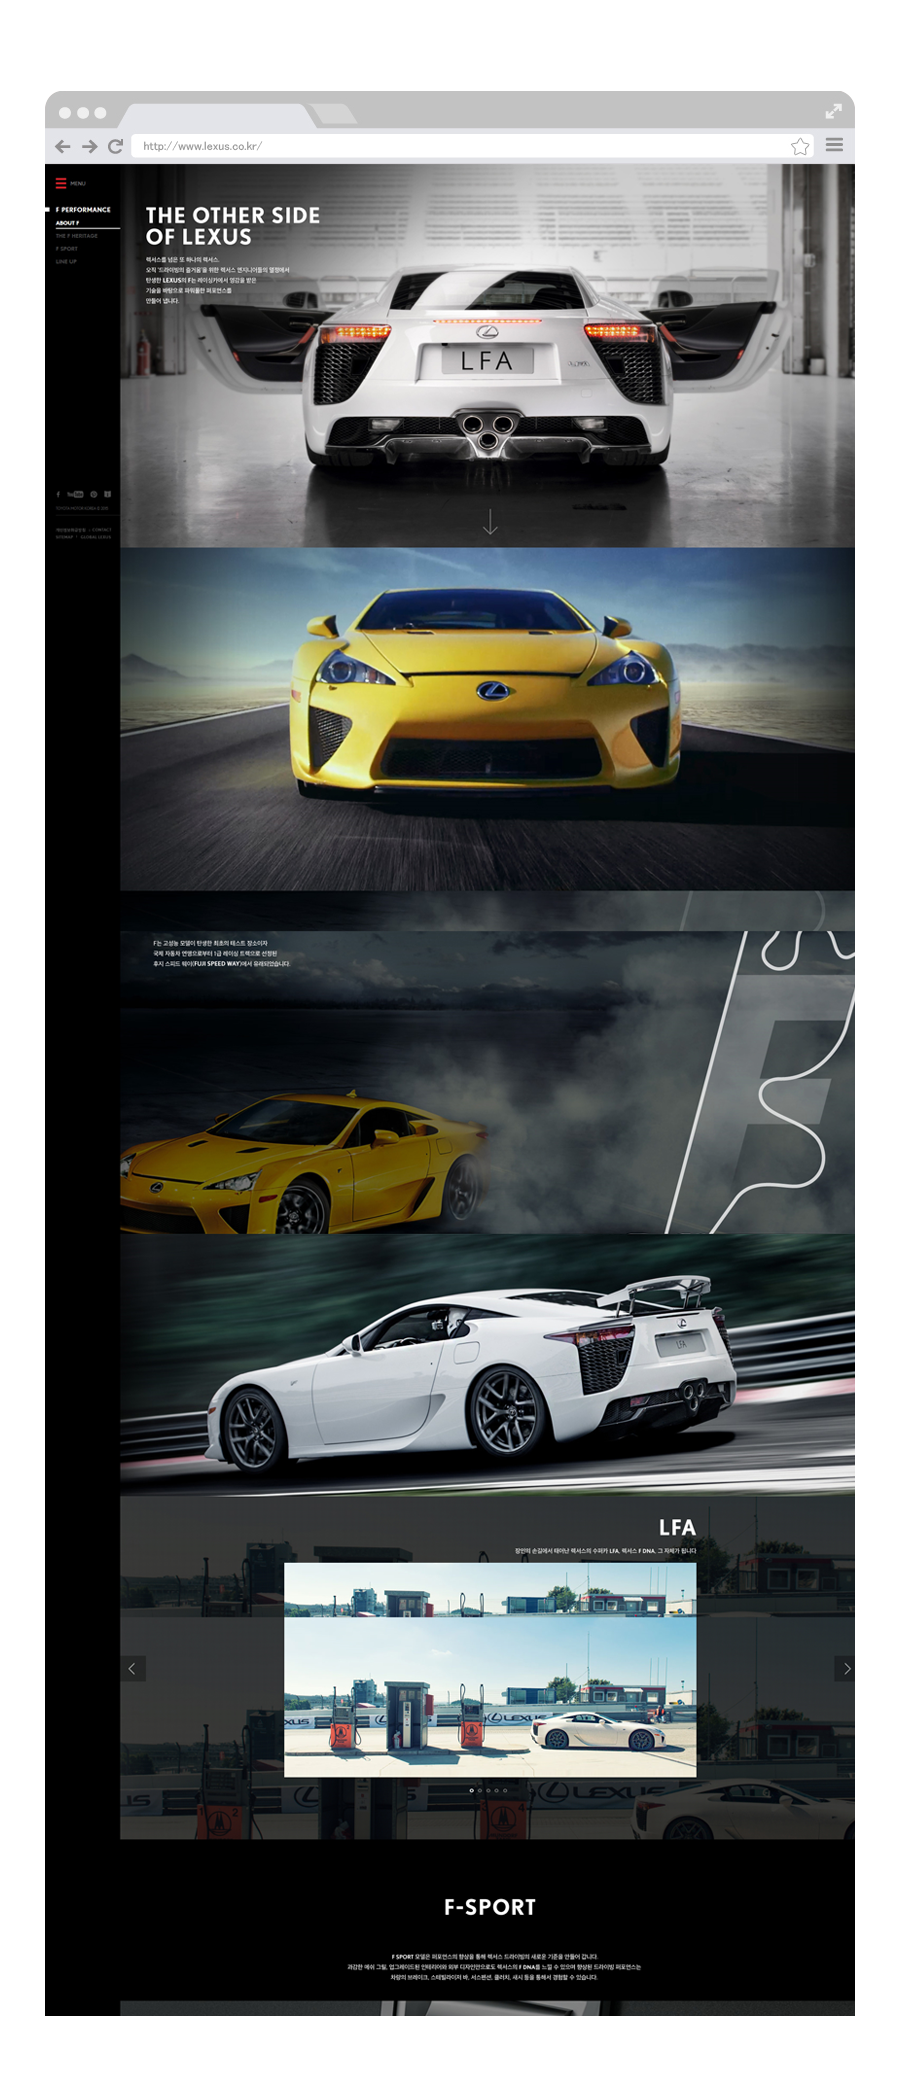 http://www.lexus.co.kr/
MENU
F PERFORMANCE
ABOUT F
THE F HERITAGE
F SPORT
LINE UP
THE OTHER SIDE
OF LEXUS
렉서스를 넘은 또 하나의 렉서스.
오직 '드라이빙의 즐거움'을 위한 렉서스 엔지니어들의 열정에서
탄생한 LEXUS의 F는 레이싱카에서 영감을 받은
기술을 바탕으로 파워풀한 퍼포먼스를
만들어 냅니다.
LFA
YouTube
CONTACT
SITEMAP GLOBAL LEXUS
F는 고성능 모델이 탄생한 최초의 테스트 장소이자
국제 자동차 연맹으로부터 1급 레이싱 트랙으로 선정된
후지 스피드 웨이(FUJI SPEED WAY)에서 유래되었습니다.
LFA
LFA
장인의 손길에서 태어난 렉서스의 수퍼카 LFA, 렉서스 F DNA, 그 자체가 됩니다
LEXUS
LEXUS
F-SPORT
F SPORT 모델은 퍼포먼스의 향상을 통해 렉서스 드라이빙의 새로운 기준을 만들어 갑니다.
과감한 메쉬 그릴, 업그레이드된 인테리어와 외부 디자인만으로도 렉서스의 F DNA를 느낄 수 있으며 향상된 드라이빙 퍼포먼스는
차량의 브레이크, 스테빌라이저 바, 서스펜션, 클러치, 섀시 등을 통해서 경험할 수 있습니다.